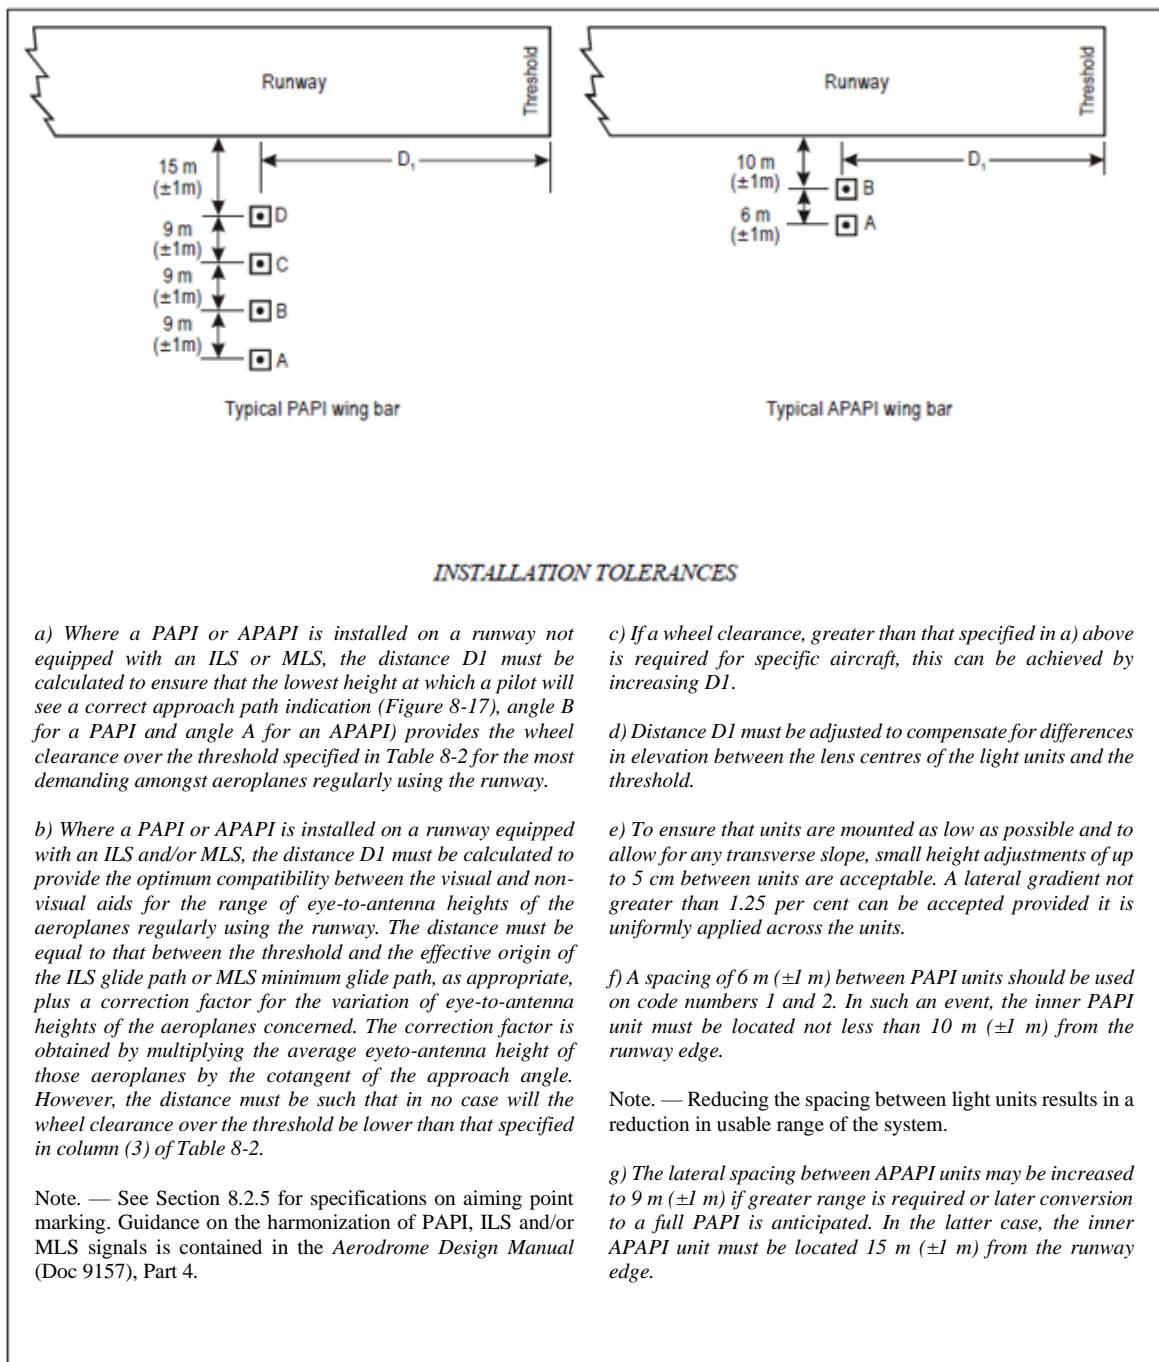 Runway
Threshold
D1
15 m
(±1m)
9 m
(±1m)
9 m
(±1m)
9 m
(±1m)
D
C
B
A
Typical PAPI wing bar
Runway
Threshold
D1
10 m
(±1m)
6 m
(±1m)
B
A
Typical APAPI wing bar
INSTALLATION TOLERANCES
a) Where a PAPI or APAPI is installed on a runway not
equipped with an ILS or MLS, the distance D1 must be
calculated to ensure that the lowest height at which a pilot will
see a correct approach path indication (Figure 8-17), angle B
for a PAPI and angle A for an APAPI) provides the wheel
clearance over the threshold specified in Table 8-2 for the most
demanding amongst aeroplanes regularly using the runway.
b) Where a PAPI or APAPI is installed on a runway equipped
with an ILS and/or MLS, the distance D1 must be calculated to
provide the optimum compatibility between the visual and non-
visual aids for the range of eye-to-antenna heights of the
aeroplanes regularly using the runway. The distance must be
equal to that between the threshold and the effective origin of
the ILS glide path or MLS minimum glide path, as appropriate,
plus a correction factor for the variation of eye-to-antenna
heights of the aeroplanes concerned. The correction factor is
obtained by multiplying the average eyeto-antenna height of
those aeroplanes by the cotangent of the approach angle.
However, the distance must be such that in no case will the
wheel clearance over the threshold be lower than that specified
in column (3) of Table 8-2.
Note. — See Section 8.2.5 for specifications on aiming point
marking. Guidance on the harmonization of PAPI, ILS and/or
MLS signals is contained in the Aerodrome Design Manual
(Doc 9157), Part 4.
c) If a wheel clearance, greater than that specified in a) above
is required for specific aircraft, this can be achieved by
increasing D1.
d) Distance D1 must be adjusted to compensate for differences
in elevation between the lens centres of the light units and the
threshold.
e) To ensure that units are mounted as low as possible and to
allow for any transverse slope, small height adjustments of up
to 5 cm between units are acceptable. A lateral gradient not
greater than 1.25 per cent can be accepted provided it is
uniformly applied across the units.
f) A spacing of 6 m (±1 m) between PAPI units should be used
on code numbers 1 and 2. In such an event, the inner PAPI
unit must be located not less than 10 m (±1 m) from the
runway edge.
Note. — Reducing the spacing between light units results in a
reduction in usable range of the system.
g) The lateral spacing between APAPI units may be increased
to 9 m (±1 m) if greater range is required or later conversion
to a full PAPI is anticipated. In the latter case, the inner
APAPI unit must be located 15 m (±1 m) from the runway
edge.